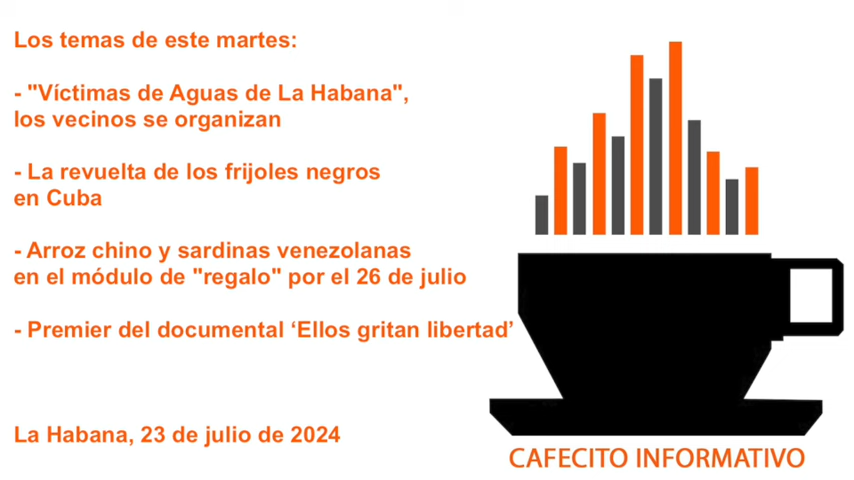 Los temas de este martes:
- "Víctimas de Aguas de La Habana",
los vecinos se organizan
- La revuelta de los frijoles negros
en Cuba
- Arroz chino y sardinas venezolanas
en el módulo de "regalo" por el 26 de julio
- Premier del documental ‘Ellos gritan libertad’
La Habana, 23 de julio de 2024
CAFECITO INFORMATIVO